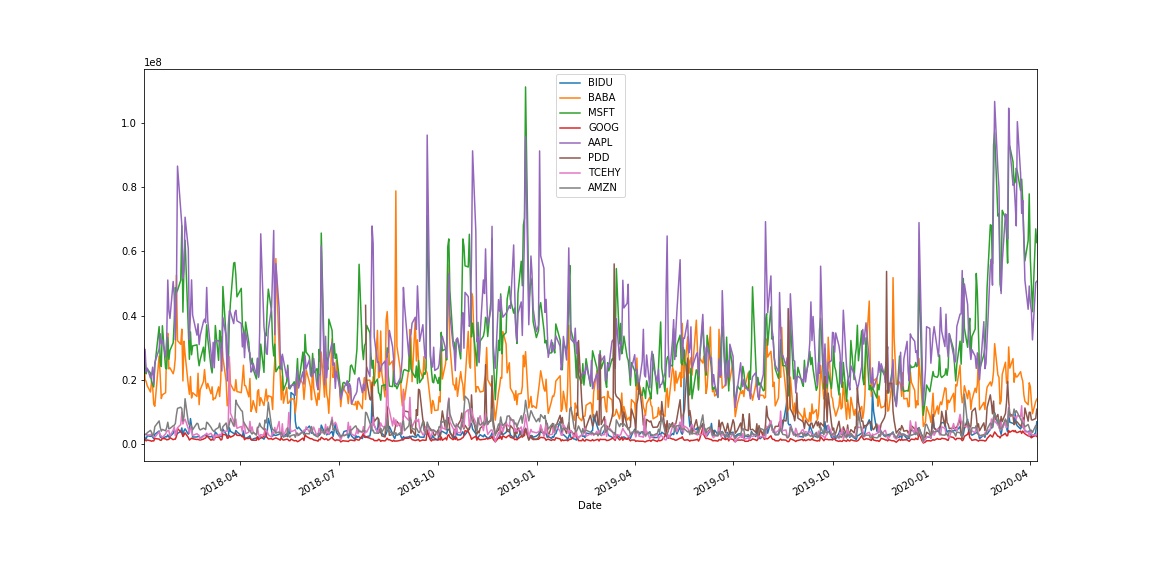 1e8
1.0
0.8
0.6
0.4
0.2
0.0
BIDU
BABA
MSFT
GOOG
AAPL
PDD
TCEHY
AMZN
2018-04
2018-07
2018-10
2019-01
2019-04
2019-07
2019-10
2020-01
2020-04
Date